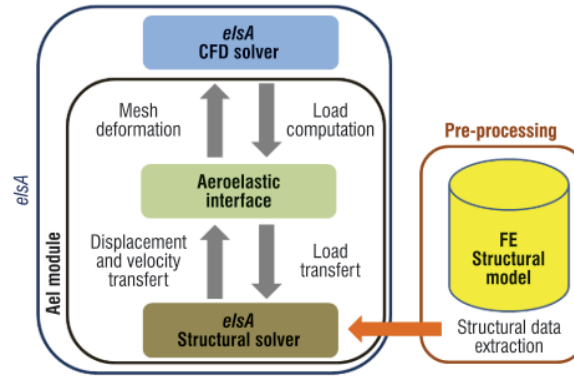 elsA
CFD solver
Mesh
deformation
Load
computation
Aeroelastic
interface
Displacement
and velocity
transfert
Load
transfert
elsA
Structural solver
elsA
Ael module
Pre-processing
FE
Structural
model
Structural data
extraction